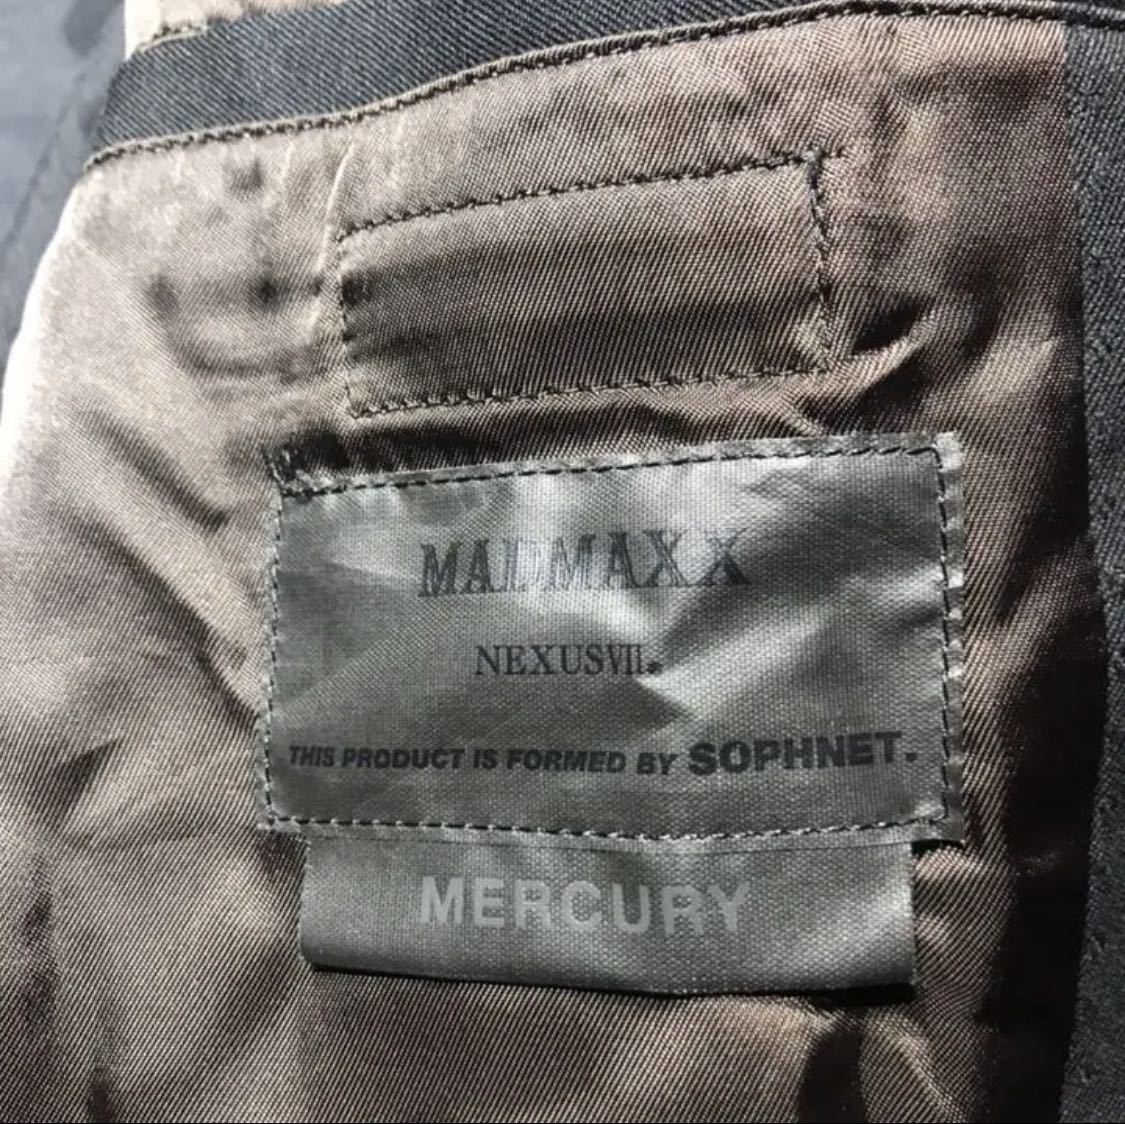 MADMAXX
NEXUSVII.
THIS PRODUCT IS FORMED BY SOPHNET.
MERCURY